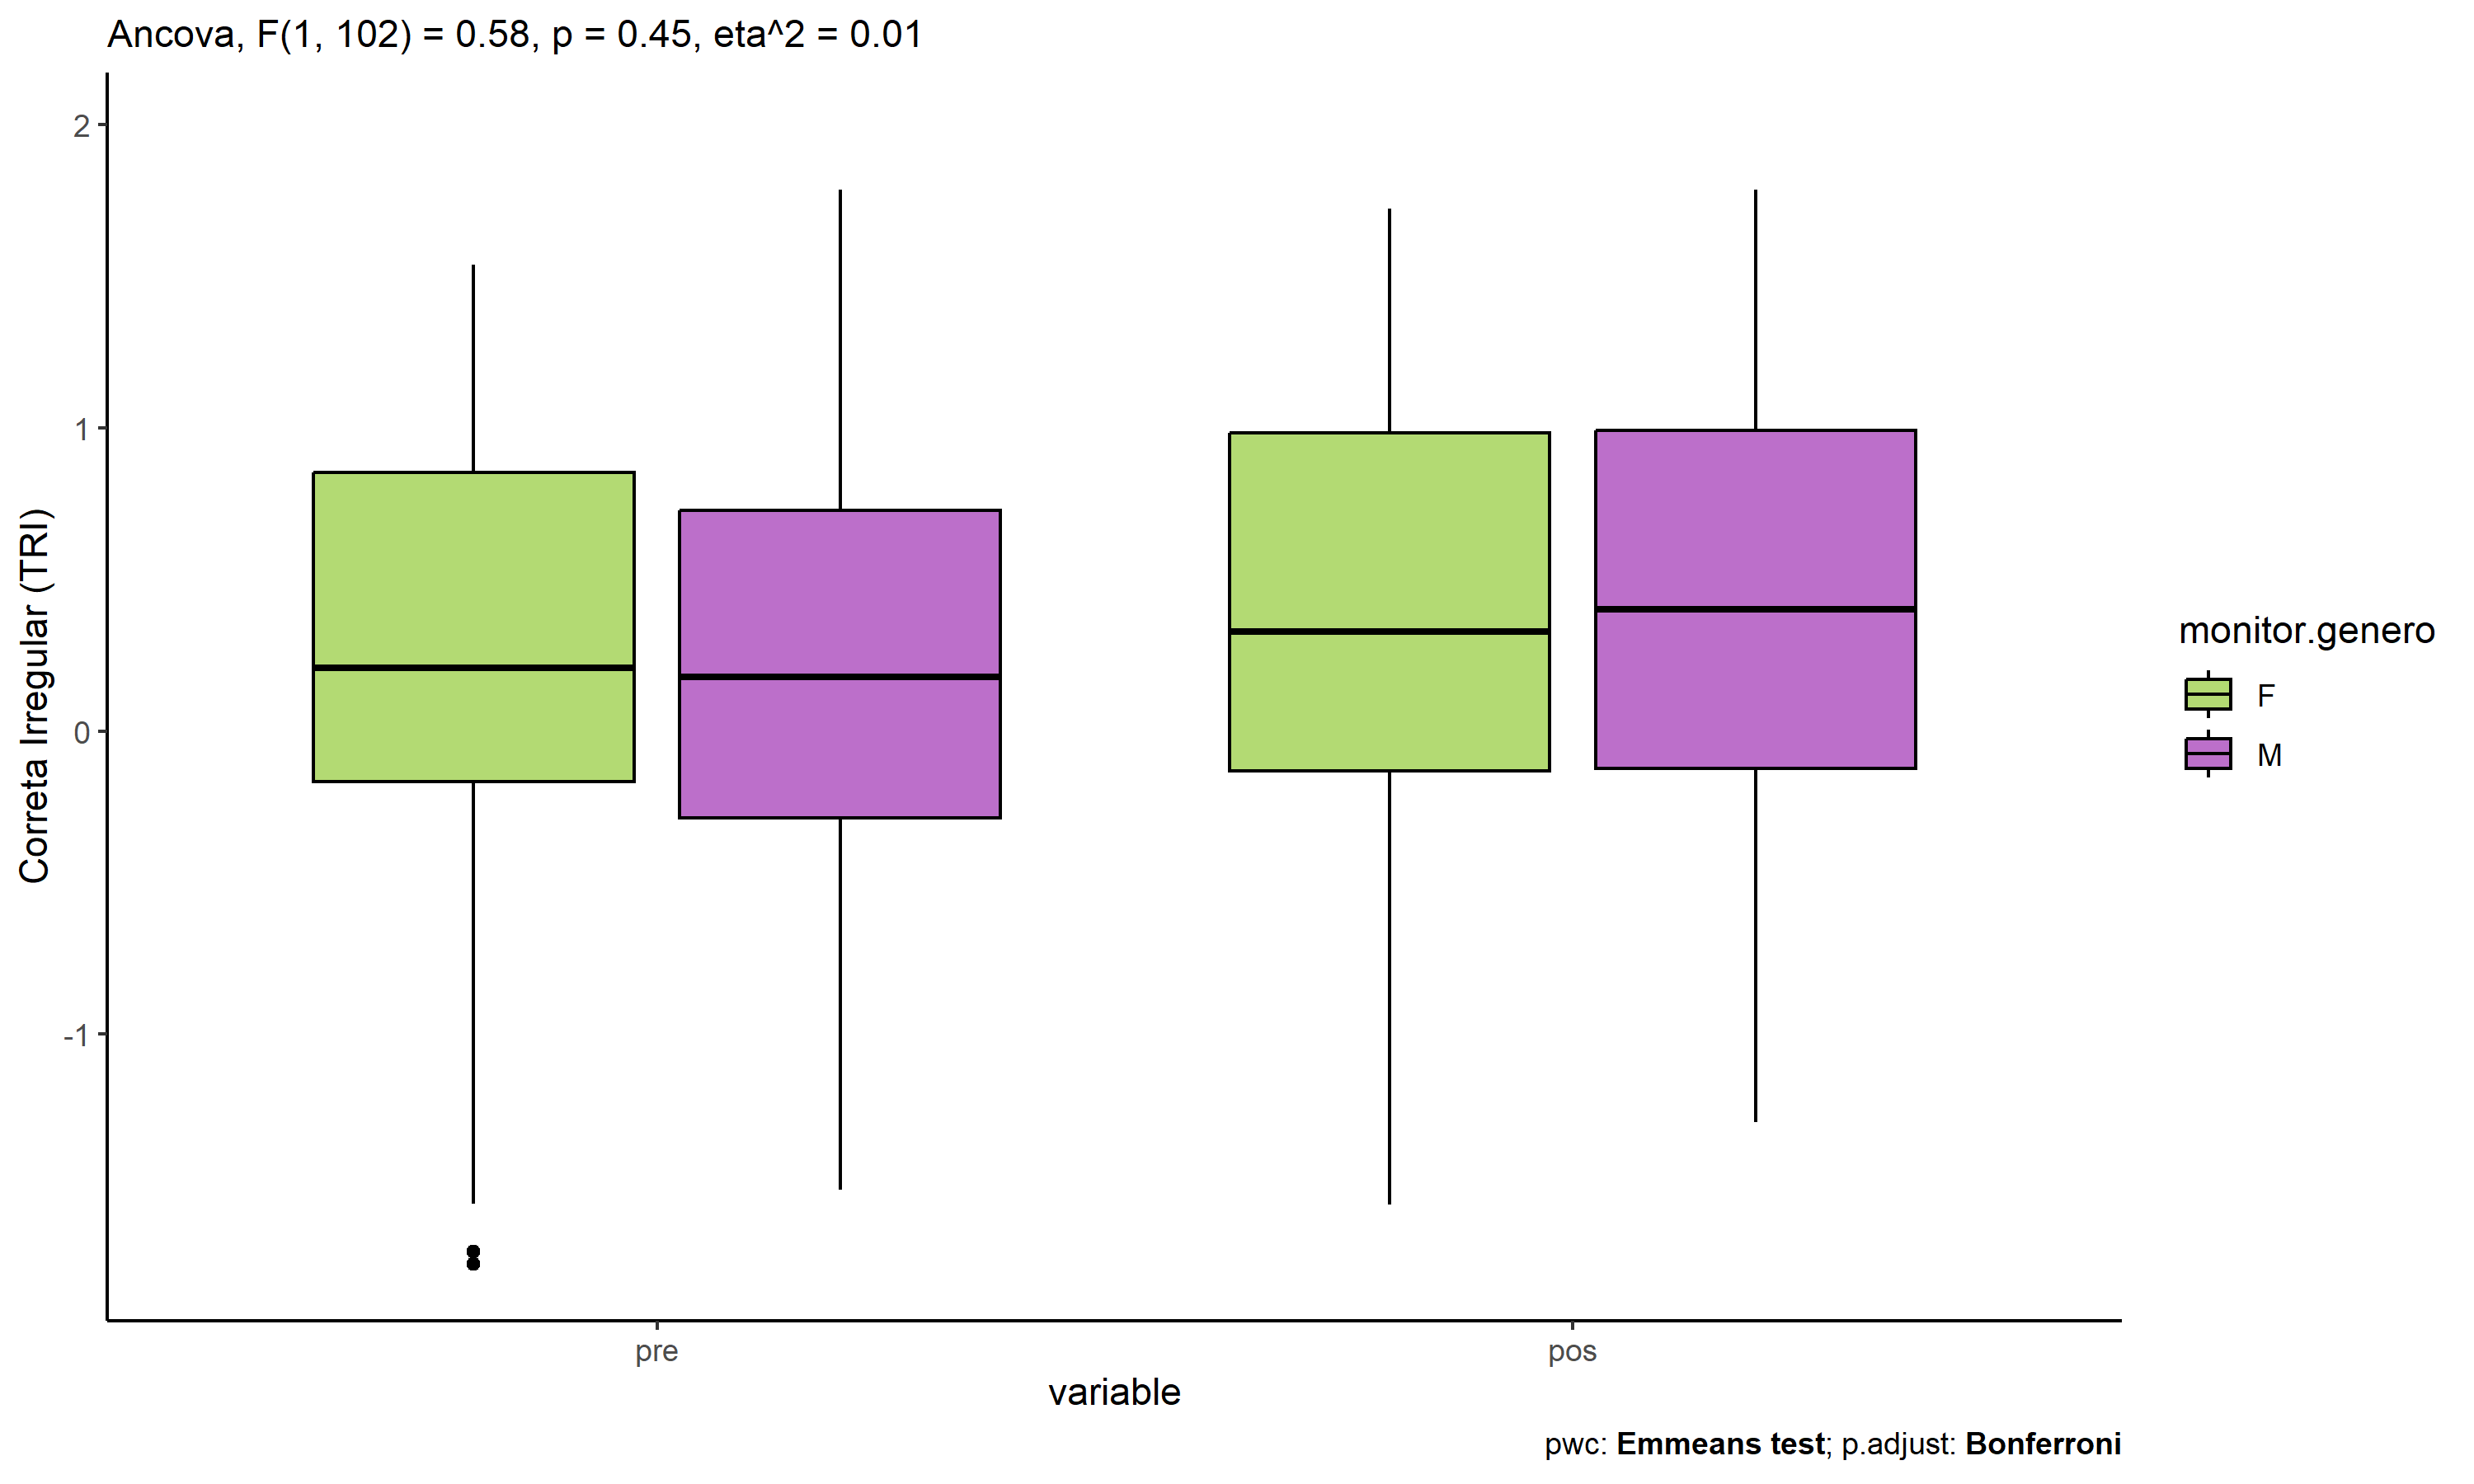 Ancova, F(1, 102) = 0.58, p = 0.45, eta^2 = 0.01
Correta Irregular (TRI)
2
1
0
-1
pre
pos
variable
monitor.genero
F
M
pwc: Emmeans test; p.adjust: Bonferroni